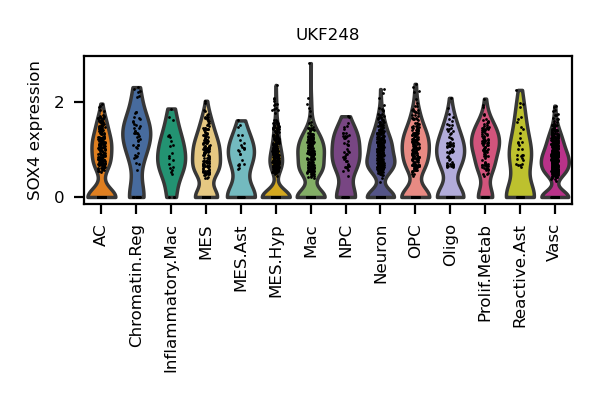 UKF248
SOX4 expression
2
0
AC
Chromatin.Reg
Inflammatory.Mac
MES
MES.Ast
MES.Hyp
Mac
NPC
Neuron
OPC
Oligo
Prolif.Metab
Reactive.Ast
Vasc